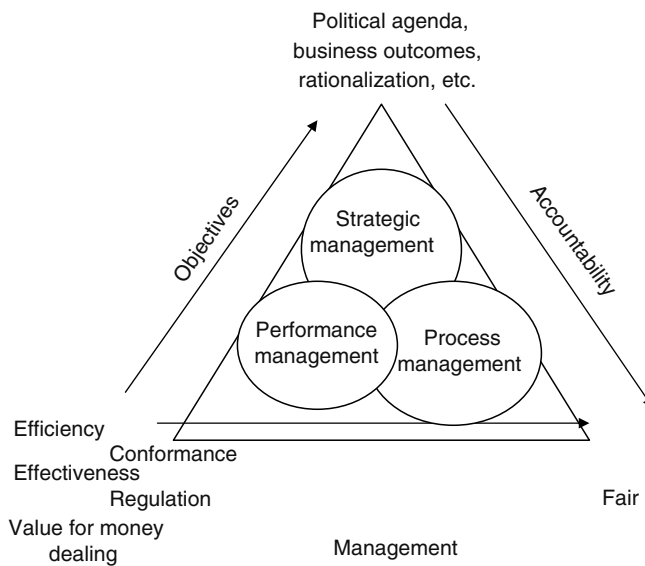 Political agenda,
business outcomes,
rationalization, etc.
Objectives
Accountability
Strategic
management
Performance
management
Process
management
Efficiency
Conformance
Effectiveness
Regulation
Fair
Value for money
dealing
Management